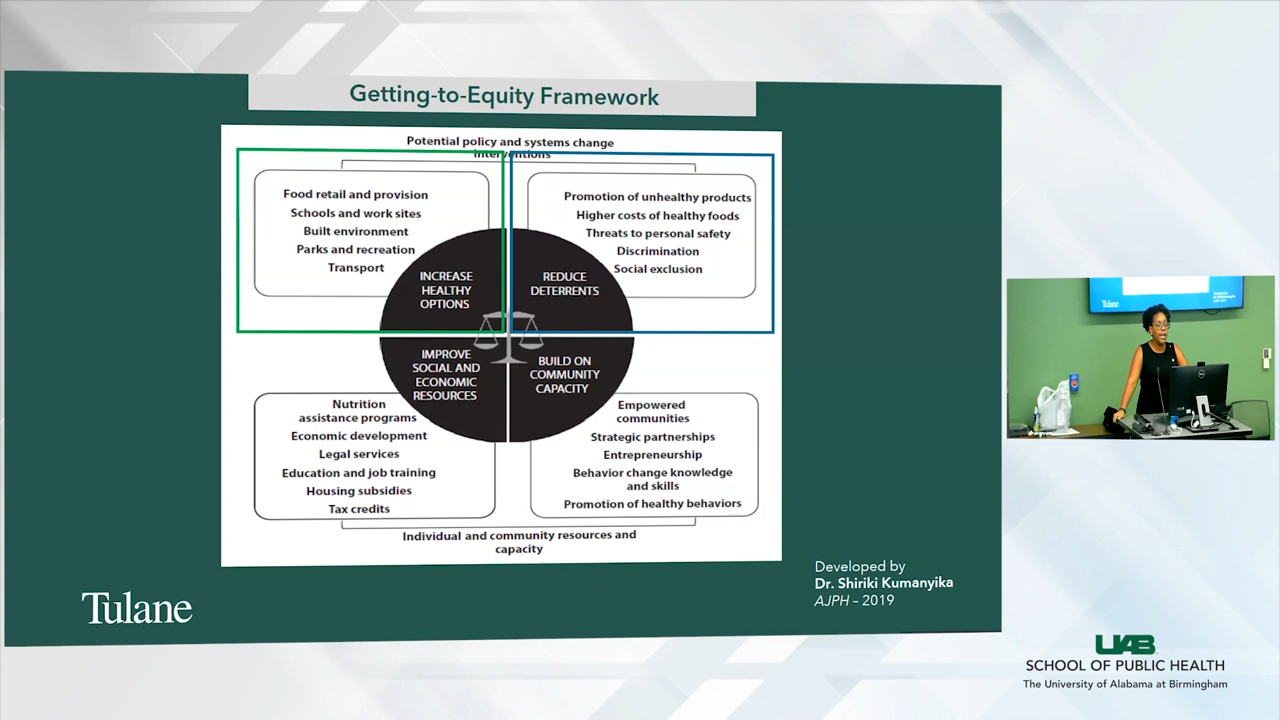 Getting-to-Equity Framework
Potential policy and systems change
interventions
Food retail and provision
Schools and work sites
Built environment
Parks and recreation
Transport
Promotion of unhealthy products
Higher costs of healthy foods
Threats to personal safety
Discrimination
Social exclusion
INCREASE
HEALTHY
OPTIONS
REDUCE
DETERRENTS
IMPROVE
SOCIAL AND
ECONOMIC
RESOURCES
BUILD ON
COMMUNITY
CAPACITY
Nutrition
assistance programs
Economic development
Legal services
Education and job training
Housing subsidies
Tax credits
Empowered
communities
Strategic partnerships
Entrepreneurship
Behavior change knowledge
and skills
Promotion of healthy behaviors
Individual and community resources and
capacity
Developed by
Dr. Shiriki Kumanyika
AJPH – 2019
Tulane
Tulane
UAB
SCHOOL OF PUBLIC HEALTH
The University of Alabama at Birmingham